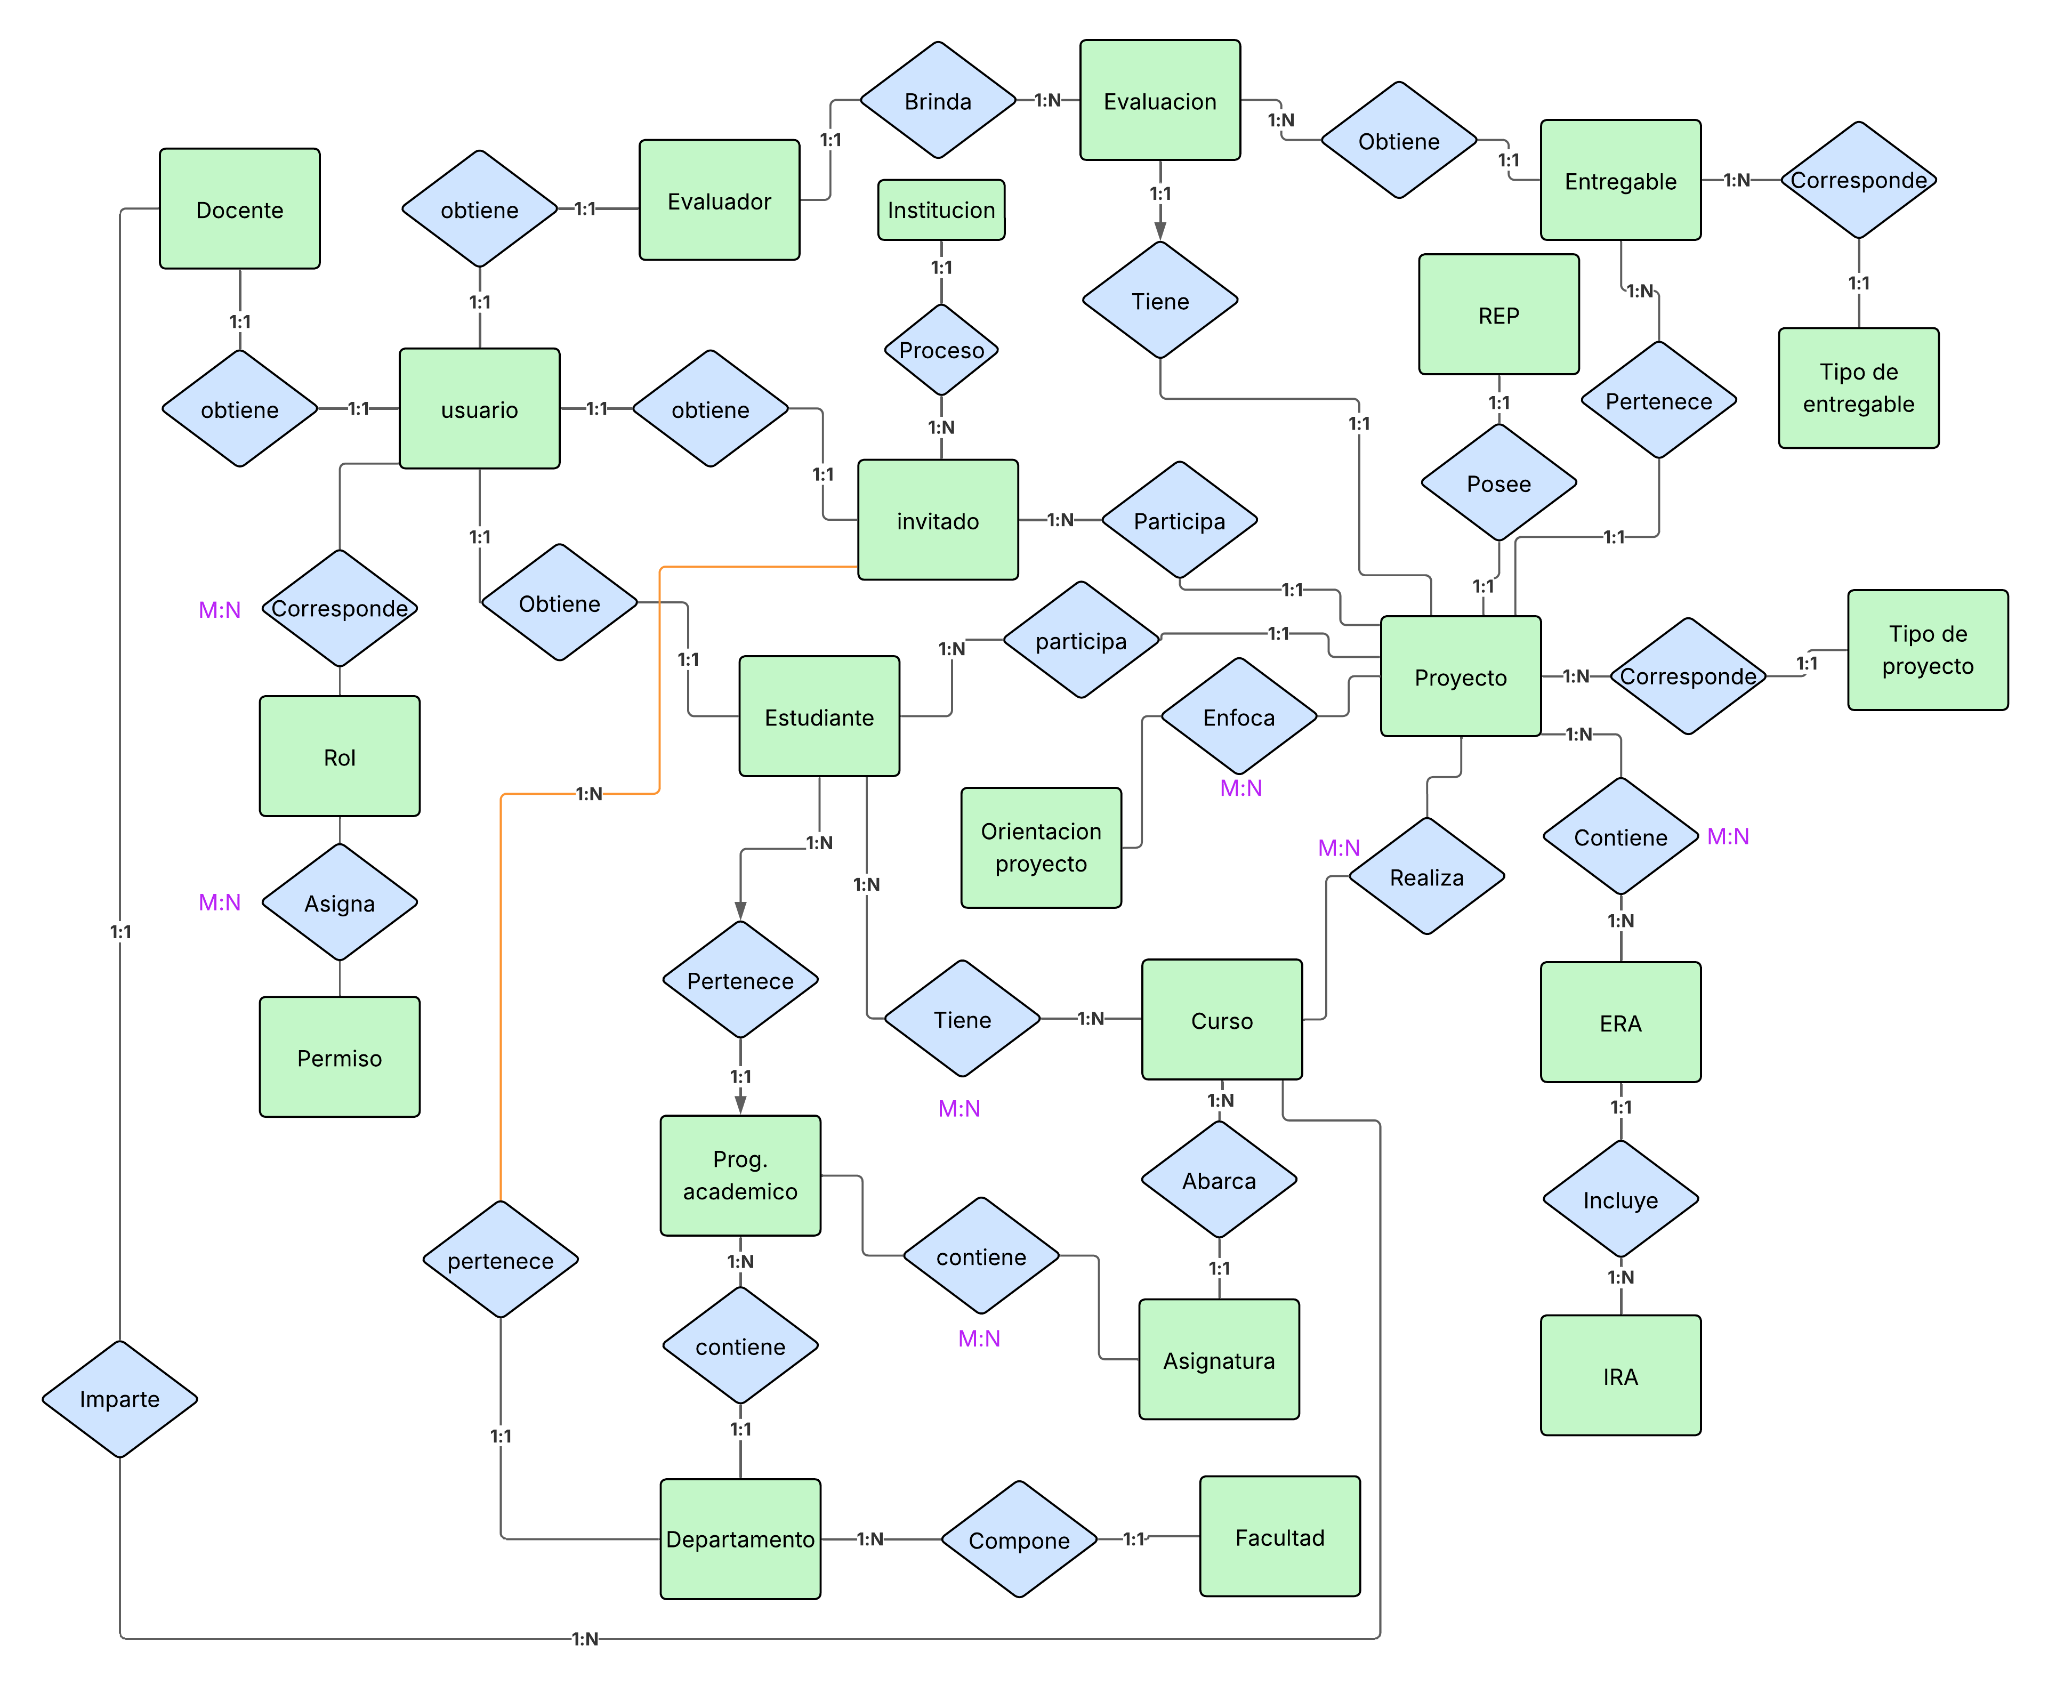 Brinda
1:N
Evaluacion
1:N
Obtiene
1:1
Entregable
1:N
Corresponde
1:1
Docente
obtiene
1:1
Evaluador
Institucion
1:1
1:1
1:1
REP
Tiene
1:N
1:1
1:1
1:1
Proceso
Tipo de
entregable
obtiene
1:1
usuario
1:1
obtiene
1:N
1:1
1:1
Pertenece
1:1
Posee
invitado
1:N
Participa
1:1
1:1
1:1
1:1
M:N
Corresponde
Obtiene
1:1
1:N
participa
1:1
Tipo de
proyecto
Proyecto
1:N
Corresponde
1:1
Estudiante
Enfoca
1:N
Rol
1:N
M:N
Orientacion
proyecto
1:N
M:N
Contiene
M:N
1:N
Realiza
M:N
Asigna
1:1
1:N
Pertenece
Tiene
1:N
Curso
ERA
Permiso
1:1
M:N
1:N
1:1
Prog.
academico
Abarca
Incluye
pertenece
1:N
contiene
1:1
1:N
M:N
contiene
Asignatura
IRA
Imparte
1:1
1:1
Departamento
1:N
Compone
1:1
Facultad
1:N